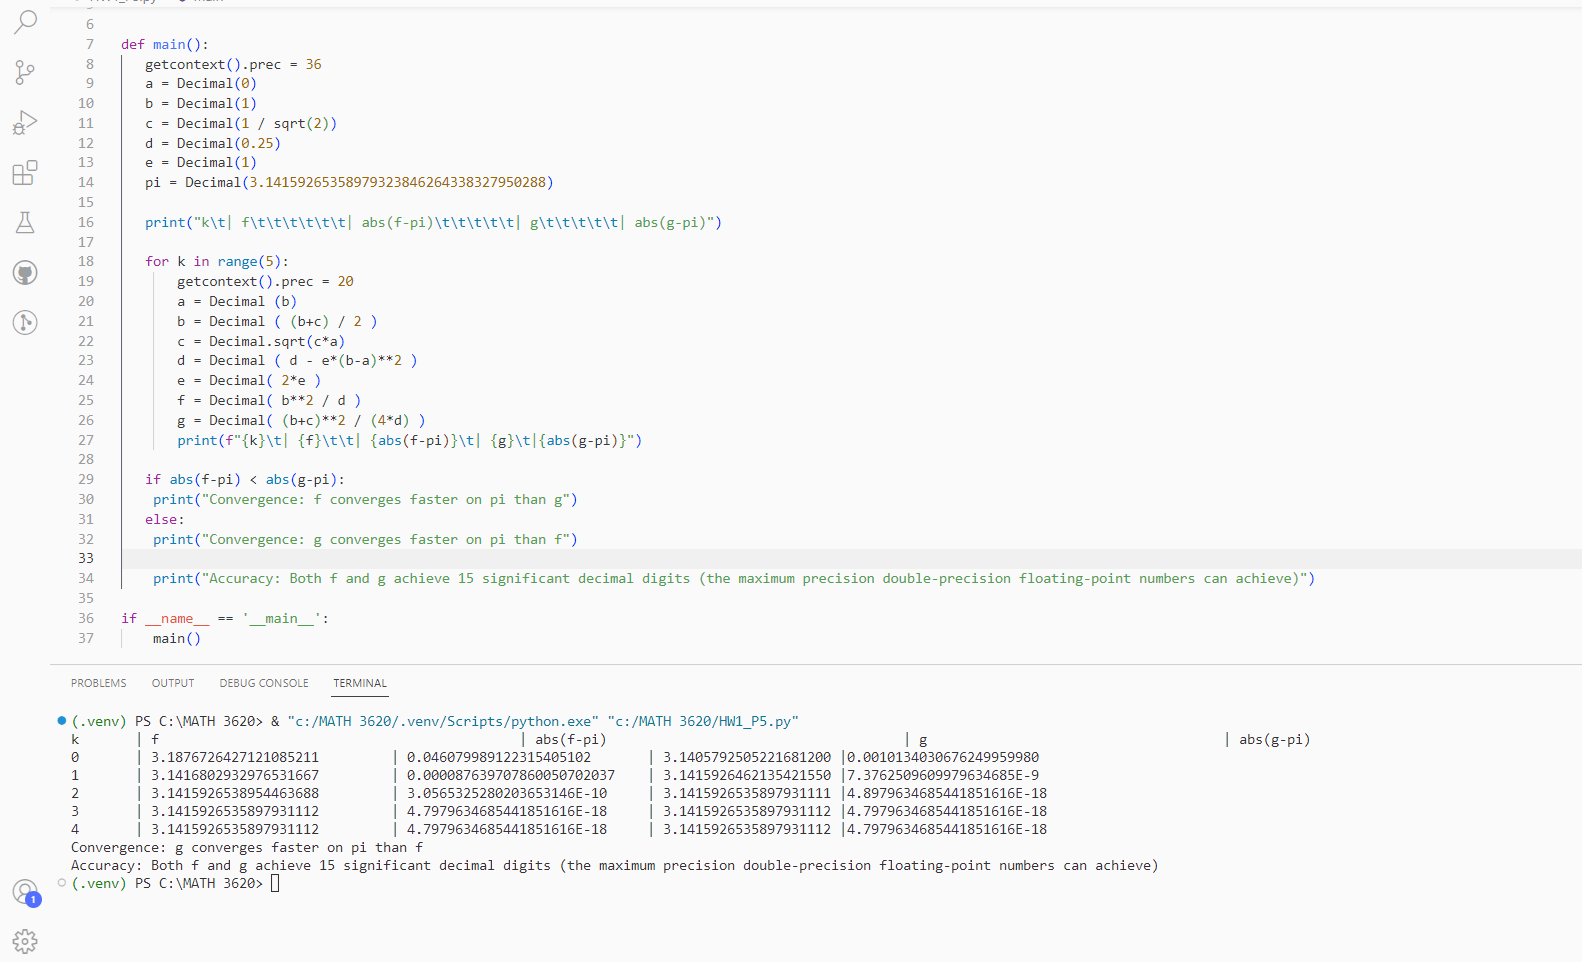 6
7 def main():
8 getcontext().prec = 36
9 a = Decimal(0)
10 b = Decimal(1)
11 c = Decimal(1 / sqrt(2))
12 d = Decimal(0.25)
13 e = Decimal(1)
14 pi = Decimal(3.14159265358979323846264338327950288)
15
16 print("k\t| f\t\t\t\t\t\t| abs(f-pi)\t\t\t\t\t| g\t\t\t\t\t| abs(g-pi)")
17
18 for k in range(5):
19 getcontext().prec = 20
20 a = Decimal (b)
21 b = Decimal ( (b+c) / 2 )
22 c = Decimal.sqrt(c*a)
23 d = Decimal ( d - e*(b-a)**2 )
24 e = Decimal( 2*e )
25 f = Decimal( b**2 / d )
26 g = Decimal( (b+c)**2 / (4*d) )
27 print(f"{k}\t| {f}\t\t| {abs(f-pi)}\t| {g}\t|{abs(g-pi)}")
28
29 if abs(f-pi) < abs(g-pi):
30 print("Convergence: f converges faster on pi than g")
31 else:
32 print("Convergence: g converges faster on pi than f")
33
34 print("Accuracy: Both f and g achieve 15 significant decimal digits (the maximum precision double-precision floating-point numbers can achieve)")
35
36 if __name__ == '__main__':
37 main()
PROBLEMS OUTPUT DEBUG CONSOLE TERMINAL
(.venv) PS C:\MATH 3620> & "c:/MATH 3620/.venv/Scripts/python.exe" "c:/MATH 3620/HW1_P5.py"
k | f | abs(f-pi) | g | abs(g-pi)
0 | 3.1876726427121085211 | 0.046079989122315405102 | 3.1405792505221681200 |0.0010134030676249959980
1 | 3.1416802932976531667 | 0.000087639707860050702037 | 3.1415926462135421550 |7.3762509609979634685E-9
2 | 3.1415926538954463688 | 3.0565325280203653146E-10 | 3.1415926535897931111 |4.8979634685441851616E-18
3 | 3.1415926535897931112 | 4.7979634685441851616E-18 | 3.1415926535897931112 |4.7979634685441851616E-18
4 | 3.1415926535897931112 | 4.7979634685441851616E-18 | 3.1415926535897931112 |4.7979634685441851616E-18
Convergence: g converges faster on pi than f
Accuracy: Both f and g achieve 15 significant decimal digits (the maximum precision double-precision floating-point numbers can achieve)
(.venv) PS C:\MATH 3620>
1